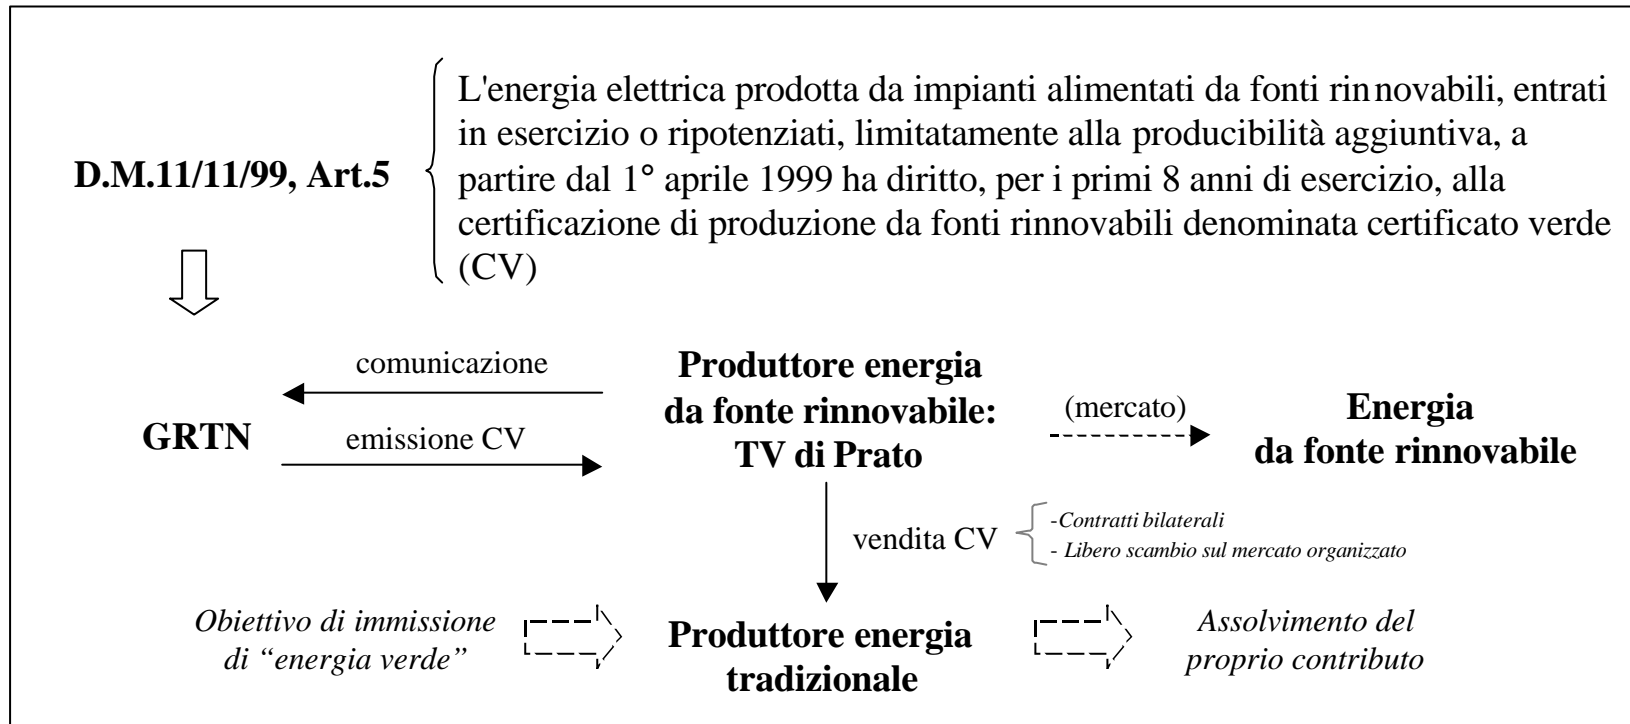 L'energia elettrica prodotta da impianti alimentati da fonti rinnovabili, entrati
in esercizio o ripotenziati, limitatamente alla producibilità aggiuntiva, a
D.M.11/11/99, Art.5
partire dal 1° aprile 1999 ha diritto, per i primi 8 anni di esercizio, alla
certificazione di produzione da fonti rinnovabili denominata certificato verde
(CV)
comunicazione
GRTN
emissione CV
Produttore energia
da fonte rinnovabile:
TV di Prato
(mercato)
Energia
da fonte rinnovabile
vendita CV
-Contratti bilaterali
- Libero scambio sul mercato organizzato
Obiettivo di immissione
di “energia verde”
Produttore energia
tradizionale
Assolvimento del
proprio contributo